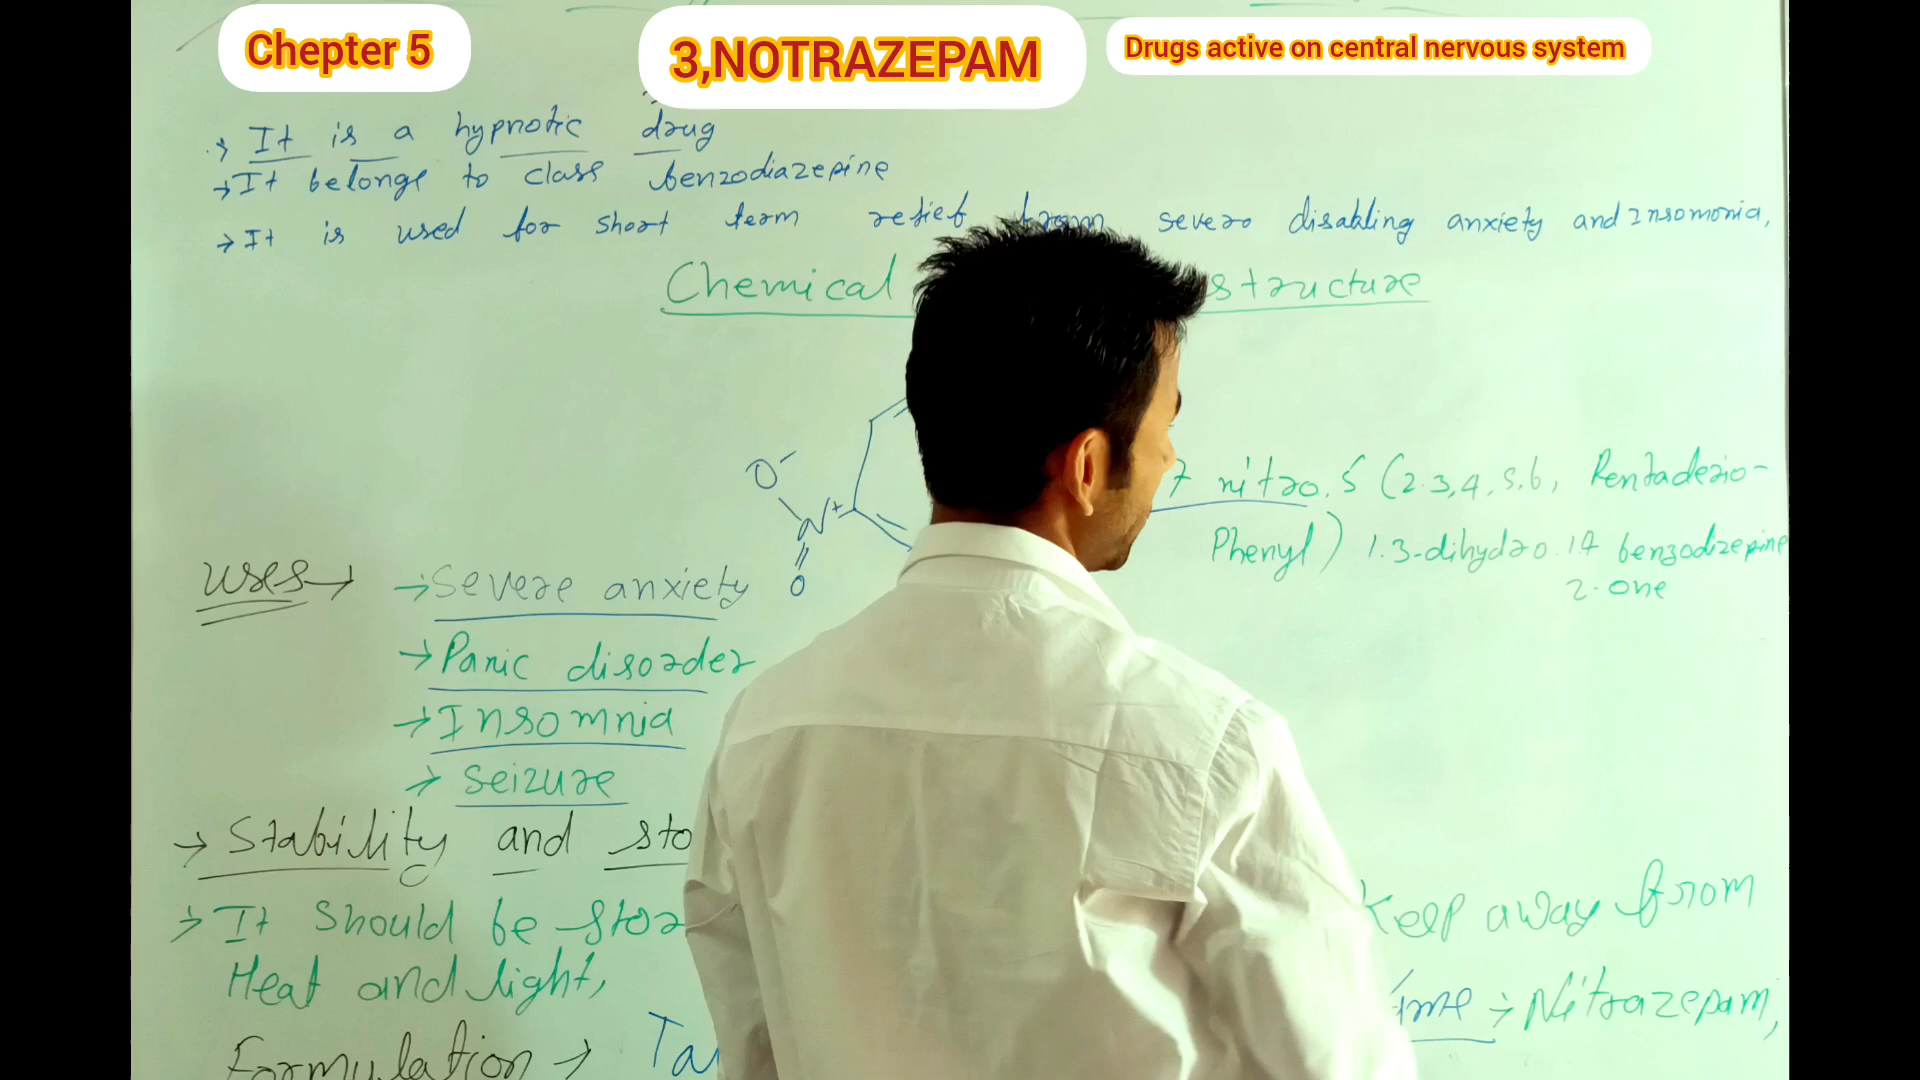 Chepter 5
3,NOTRAZEPAM
Drugs active on central nervous system
→ It is a hypnotic drug
→ It belongs to class benzodiazepine
→ It is used for short term relief from severe disabling anxiety and Insomonia,
Chemical structure
O-
N+
O
7 nitro. 5 (2.3,4,5.6,
Phenyl) 1.3-dihydro. 14 benzodizepine
2. one
Uses →
→ Severe anxiety
→ Panic disorder
→ Insomnia
→ Seizure
→ Stability and sto
→ It Should be stor
Keep away from
Heat and light,
→ Nitrazepam,
Formulation → Ta